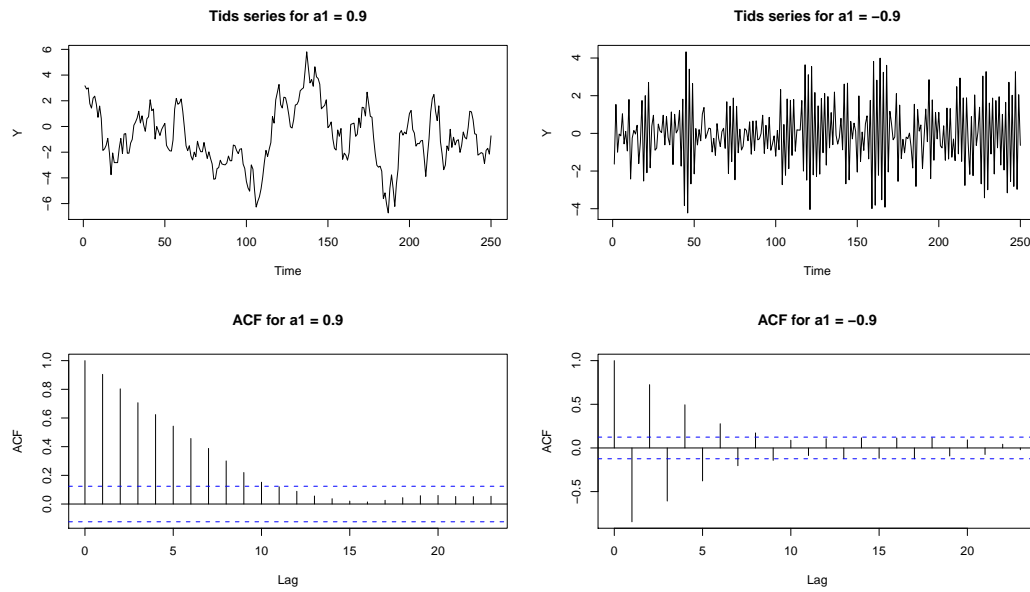 Tids series for a1 = 0.9
Y
6
4
2
0
−2
−4
−6
0 50 100 150 200 250
Time
Tids series for a1 = −0.9
Y
4
2
0
−2
−4
0 50 100 150 200 250
Time
ACF for a1 = 0.9
ACF
1.0
0.8
0.6
0.4
0.2
0.0
0 5 10 15 20
Lag
ACF for a1 = −0.9
ACF
1.0
0.5
0.0
−0.5
0 5 10 15 20
Lag